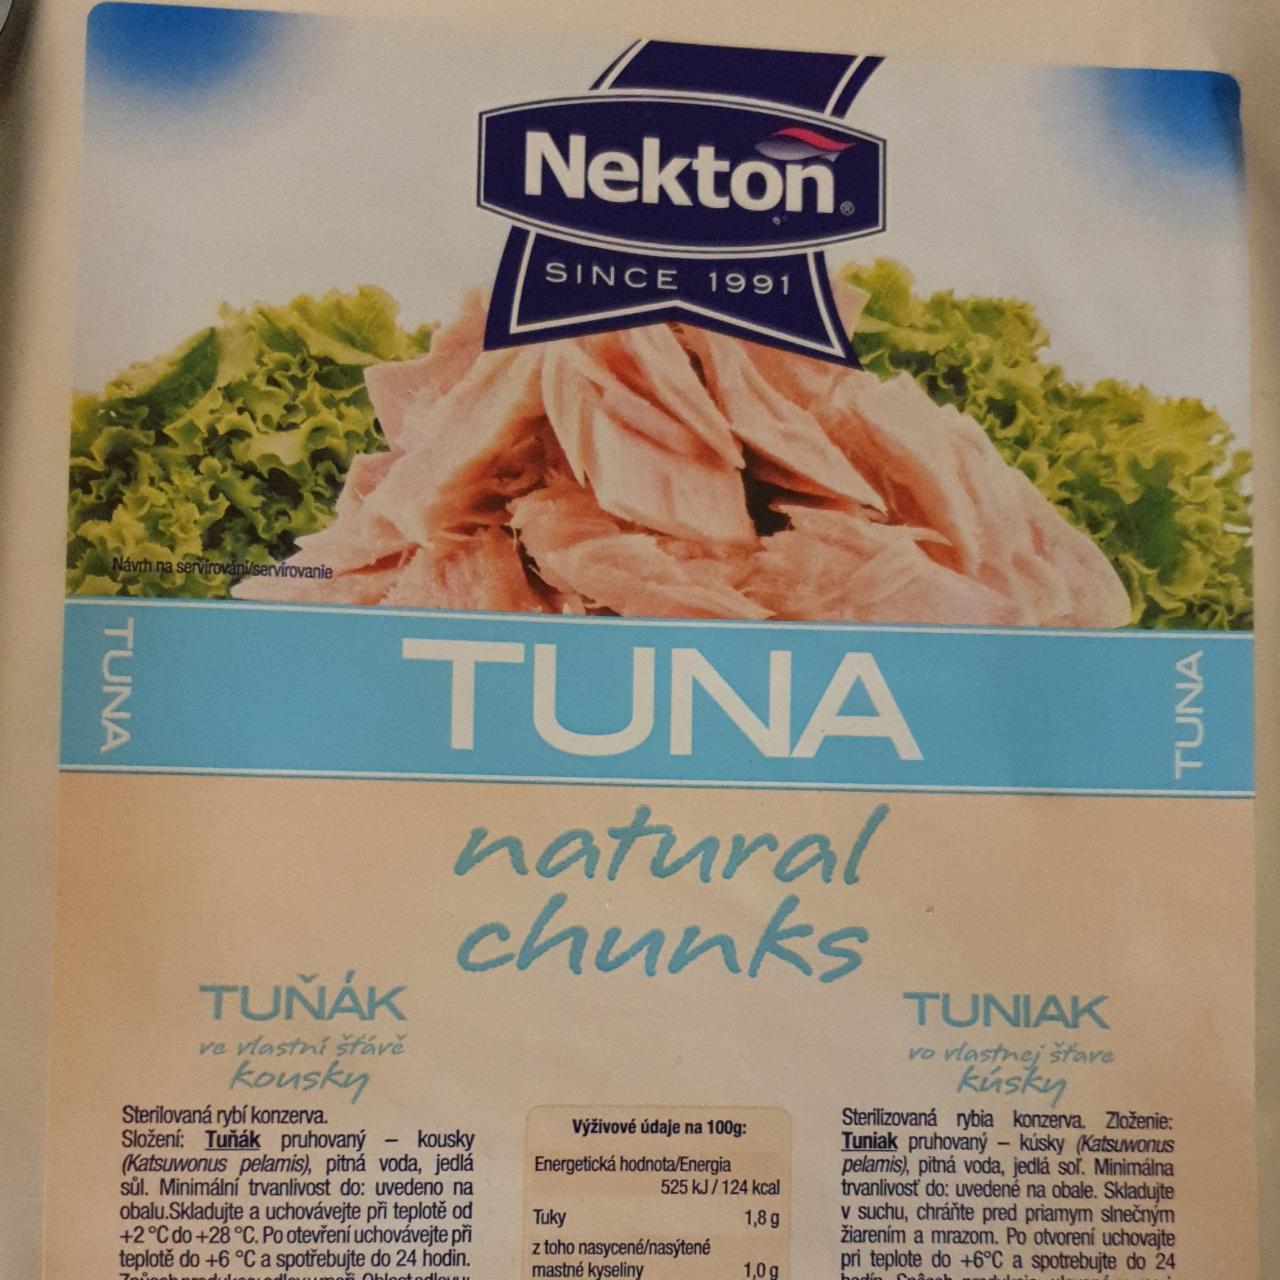 Nekton®
SINCE 1991
Návrh na servírování/servírovanie
TUNA
TUNA
TUNA
natural
chunks
TUŇÁK
ve vlastní šťávě
kousky
Sterilovaná rybí konzerva.
Složení: Tuňák pruhovaný – kousky
(Katsuwonus pelamis), pitná voda, jedlá
sůl. Minimální trvanlivost do: uvedeno na
obalu.Skladujte a uchovávejte při teplotě od
+2 °C do +28 °C. Po otevření uchovávejte při
teplotě do +6 °C a spotřebujte do 24 hodin.
Výživové údaje na 100g:
Energetická hodnota/Energia
525 kJ / 124 kcal
Tuky 1,8 g
z toho nasycené/nasýtené
mastné kyseliny 1,0 g
TUNIAK
vo vlastnej šťave
kúsky
Sterilizovaná rybia konzerva. Zloženie:
Tuniak pruhovaný – kúsky (Katsuwonus
pelamis), pitná voda, jedlá soľ. Minimálna
trvanlivosť do: uvedené na obale. Skladujte
v suchu, chráňte pred priamym slnečným
žiarením a mrazom. Po otvorení uchovajte
pri teplote do +6°C a spotrebujte do 24